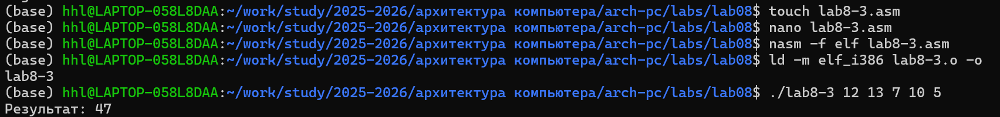 (base) hhl@LAPTOP-058L8DAA:~/work/study/2025-2026/архитектура компьютера/arch-pc/labs/lab08$ touch lab8-3.asm
(base) hhl@LAPTOP-058L8DAA:~/work/study/2025-2026/архитектура компьютера/arch-pc/labs/lab08$ nano lab8-3.asm
(base) hhl@LAPTOP-058L8DAA:~/work/study/2025-2026/архитектура компьютера/arch-pc/labs/lab08$ nasm -f elf lab8-3.asm
(base) hhl@LAPTOP-058L8DAA:~/work/study/2025-2026/архитектура компьютера/arch-pc/labs/lab08$ ld -m elf_i386 lab8-3.o -o
lab8-3
(base) hhl@LAPTOP-058L8DAA:~/work/study/2025-2026/архитектура компьютера/arch-pc/labs/lab08$ ./lab8-3 12 13 7 10 5
Результат: 47